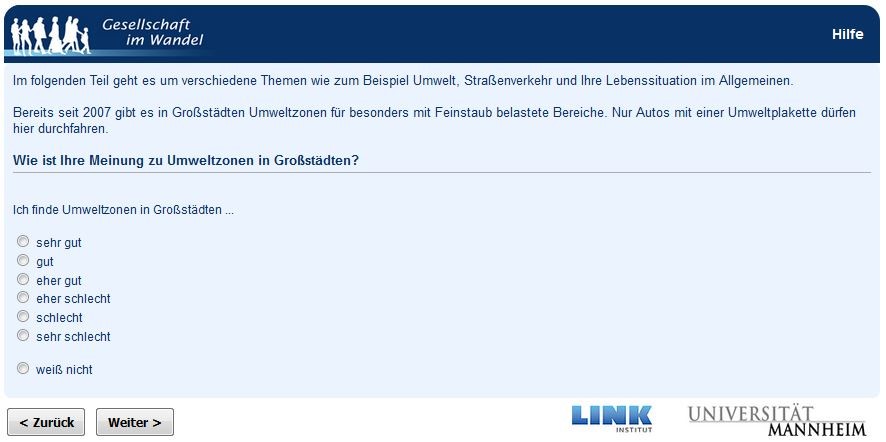 Gesellschaft
im Wandel
Hilfe
Im folgenden Teil geht es um verschiedene Themen wie zum Beispiel Umwelt, Straßenverkehr und Ihre Lebenssituation im Allgemeinen.
Bereits seit 2007 gibt es in Großstädten Umweltzonen für besonders mit Feinstaub belastete Bereiche. Nur Autos mit einer Umweltplakette dürfen
hier durchfahren.
Wie ist Ihre Meinung zu Umweltzonen in Großstädten?
Ich finde Umweltzonen in Großstädten ...
sehr gut
gut
eher gut
eher schlecht
schlecht
sehr schlecht
weiß nicht
< Zurück
Weiter >
LINK
INSTITUT
UNIVERSITÄT
MANNHEIM